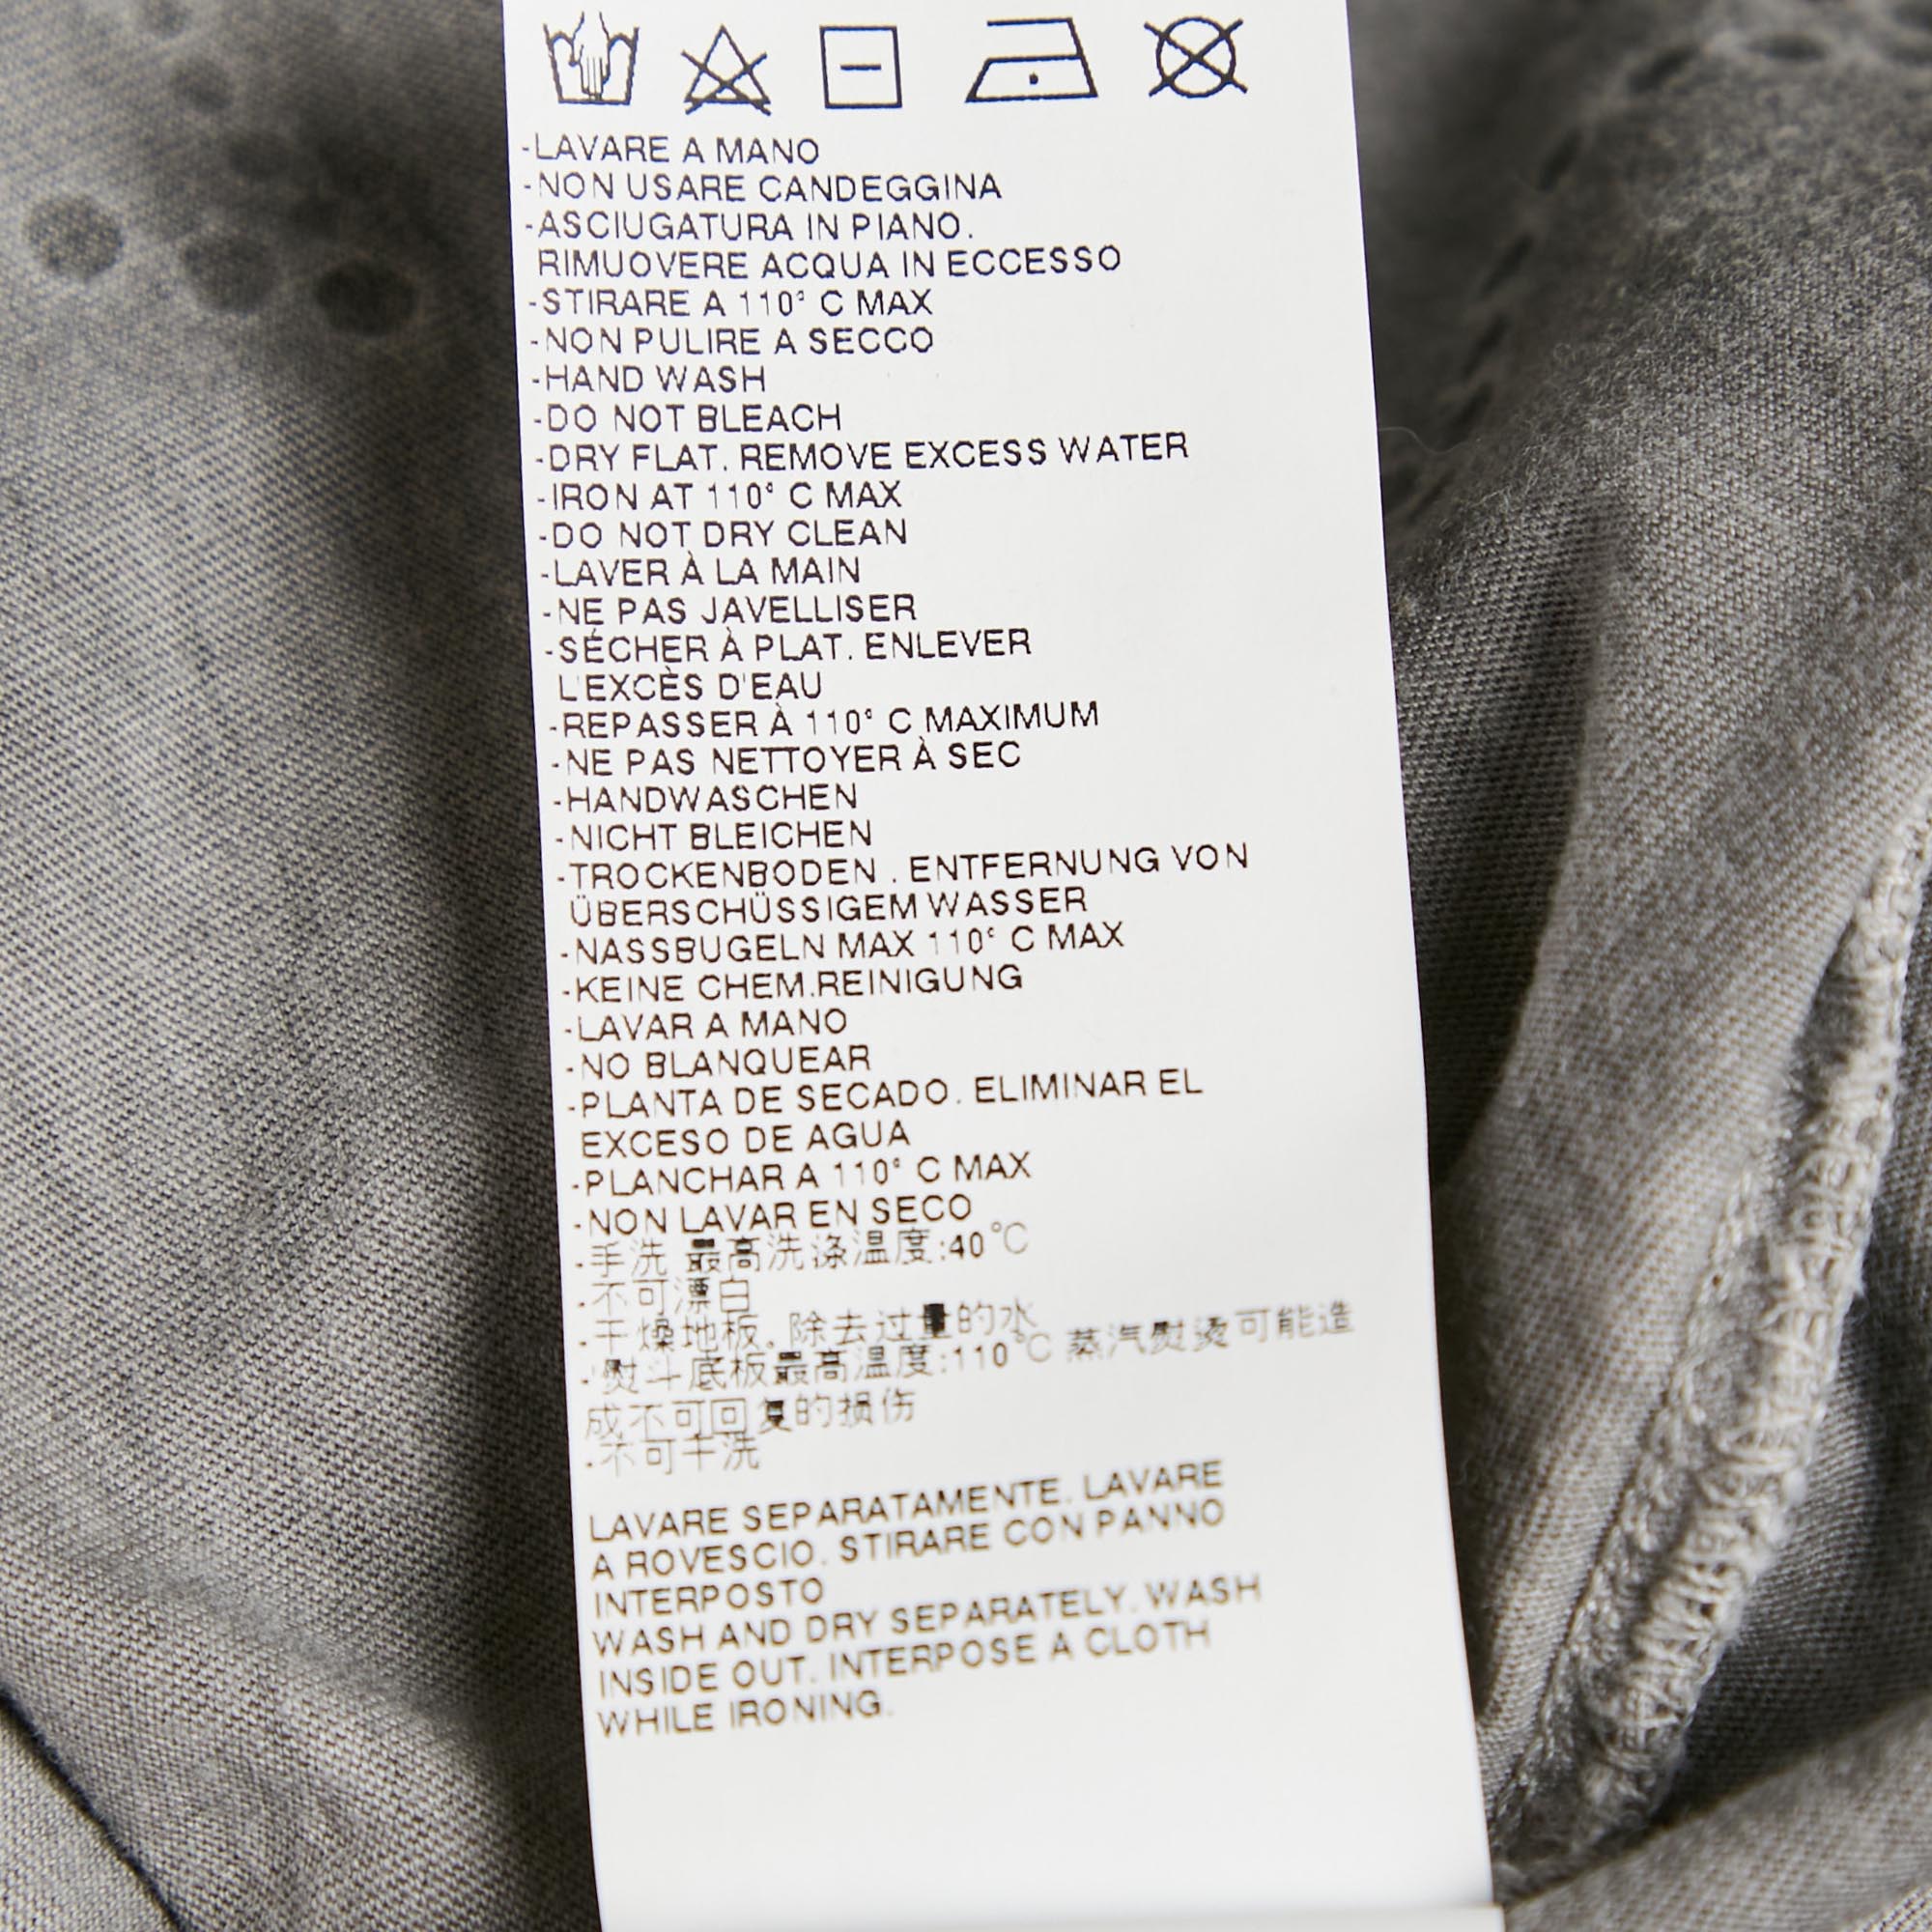 -LAVARE A MANO
-NON USARE CANDEGGINA
-ASCIUGATURA IN PIANO.
RIMUOVERE ACQUA IN ECCESSO
-STIRARE A 110° C MAX
-NON PULIRE A SECCO
-HAND WASH
-DO NOT BLEACH
-DRY FLAT. REMOVE EXCESS WATER
-IRON AT 110° C MAX
-DO NOT DRY CLEAN
-LAVER À LA MAIN
-NE PAS JAVELLISER
-SÉCHER À PLAT. ENLEVER
L'EXCÈS D'EAU
-REPASSER À 110° C MAXIMUM
-NE PAS NETTOYER À SEC
-HANDWASCHEN
-NICHT BLEICHEN
-TROCKENBODEN . ENTFERNUNG VON
ÜBERSCHÜSSIGEM WASSER
-NASSBUGELN MAX 110° C MAX
-KEINE CHEM.REINIGUNG
-LAVAR A MANO
-NO BLANQUEAR
-PLANTA DE SECADO. ELIMINAR EL
EXCESO DE AGUA
-PLANCHAR A 110° C MAX
-NON LAVAR EN SECO
-手洗 最高洗涤温度:40℃
-不可漂白
-干燥地板。除去过量的水
-熨斗底板最高温度:110℃ 蒸汽熨烫可能造
成不可回复的损伤
-不可干洗
LAVARE SEPARATAMENTE. LAVARE
A ROVESCIO. STIRARE CON PANNO
INTERPOSTO
WASH AND DRY SEPARATELY. WASH
INSIDE OUT. INTERPOSE A CLOTH
WHILE IRONING.